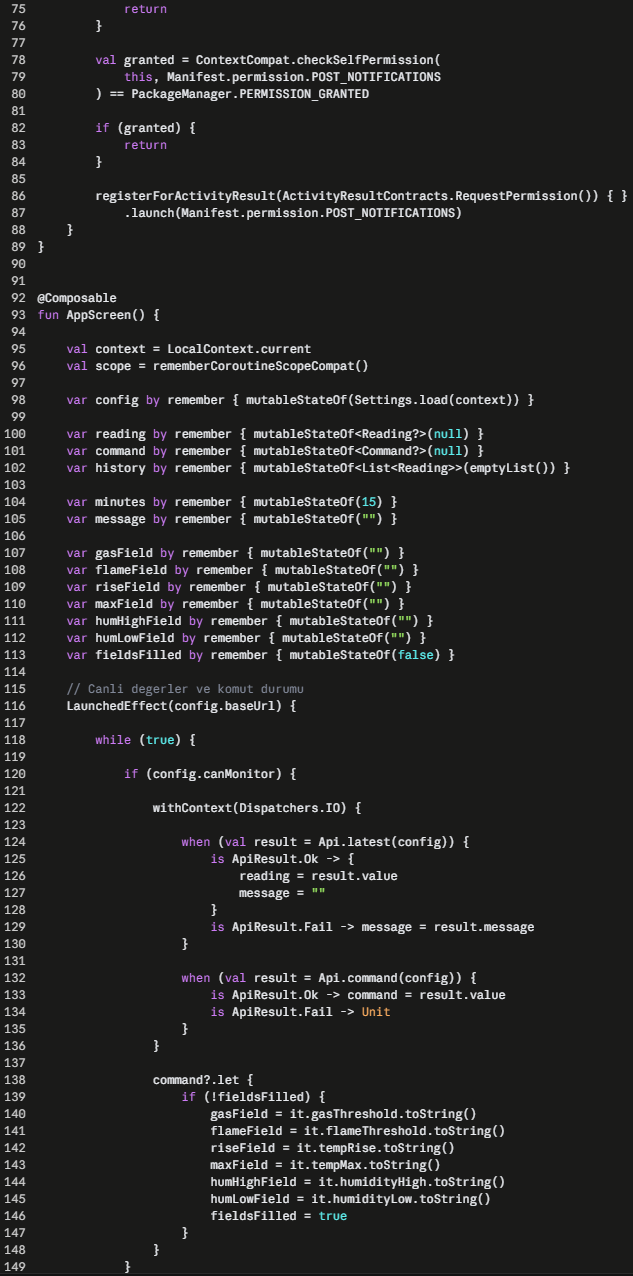 75 return
76 }
77
78 val granted = ContextCompat.checkSelfPermission(
79 this, Manifest.permission.POST_NOTIFICATIONS
80 ) == PackageManager.PERMISSION_GRANTED
81
82 if (granted) {
83 return
84 }
85
86 registerForActivityResult(ActivityResultContracts.RequestPermission()) { }
87 .launch(Manifest.permission.POST_NOTIFICATIONS)
88 }
89 }
90
91
92 @Composable
93 fun AppScreen() {
94
95 val context = LocalContext.current
96 val scope = rememberCoroutineScopeCompat()
97
98 var config by remember { mutableStateOf(Settings.load(context)) }
99
100 var reading by remember { mutableStateOf<Reading?>(null) }
101 var command by remember { mutableStateOf<Command?>(null) }
102 var history by remember { mutableStateOf<List<Reading>>(emptyList()) }
103
104 var minutes by remember { mutableStateOf(15) }
105 var message by remember { mutableStateOf("") }
106
107 var gasField by remember { mutableStateOf("") }
108 var flameField by remember { mutableStateOf("") }
109 var riseField by remember { mutableStateOf("") }
110 var maxField by remember { mutableStateOf("") }
111 var humHighField by remember { mutableStateOf("") }
112 var humLowField by remember { mutableStateOf("") }
113 var fieldsFilled by remember { mutableStateOf(false) }
114
115 // Canli degerler ve komut durumu
116 LaunchedEffect(config.baseUrl) {
117
118 while (true) {
119
120 if (config.canMonitor) {
121
122 withContext(Dispatchers.IO) {
123
124 when (val result = Api.latest(config)) {
125 is ApiResult.Ok -> {
126 reading = result.value
127 message = ""
128 }
129 is ApiResult.Fail -> message = result.message
130 }
131
132 when (val result = Api.command(config)) {
133 is ApiResult.Ok -> command = result.value
134 is ApiResult.Fail -> Unit
135 }
136 }
137
138 command?.let {
139 if (!fieldsFilled) {
140 gasField = it.gasThreshold.toString()
141 flameField = it.flameThreshold.toString()
142 riseField = it.tempRise.toString()
143 maxField = it.tempMax.toString()
144 humHighField = it.humidityHigh.toString()
145 humLowField = it.humidityLow.toString()
146 fieldsFilled = true
147 }
148 }
149 }